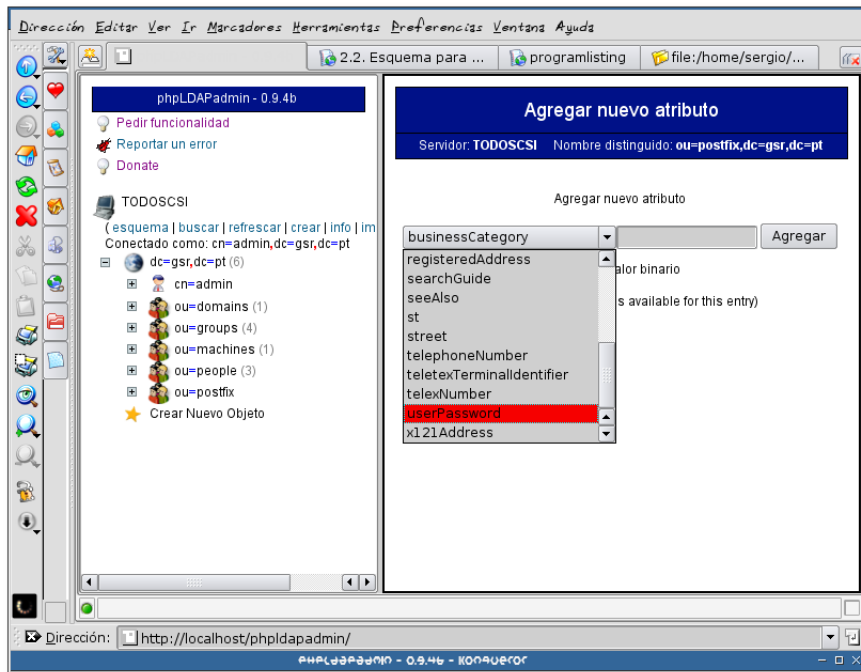 Dirección Editar Ver Ir Marcadores Herramientas Preferencias Ventana Ayuda
2.2. Esquema para ...
programlisting
file:/home/sergio/...
phpLDAPadmin - 0.9.4b
Pedir funcionalidad
Reportar un error
Donate
TODOSCSI
( esquema | buscar | refrescar | crear | info | im
Conectado como: cn=admin,dc=gsr,dc=pt
dc=gsr,dc=pt (6)
cn=admin
ou=domains (1)
ou=groups (4)
ou=machines (1)
ou=people (3)
ou=postfix
Crear Nuevo Objeto
Agregar nuevo atributo
Servidor: TODOSCSI Nombre distinguido: ou=postfix,dc=gsr,dc=pt
Agregar nuevo atributo
businessCategory
Agregar
registeredAddress
searchGuide
seeAlso
st
street
telephoneNumber
teletexTerminalIdentifier
telexNumber
userPassword
x121Address
alor binario
s available for this entry)
Dirección: http://localhost/phpldapadmin/
phpLDAPadmin - 0.9.4b - Konqueror